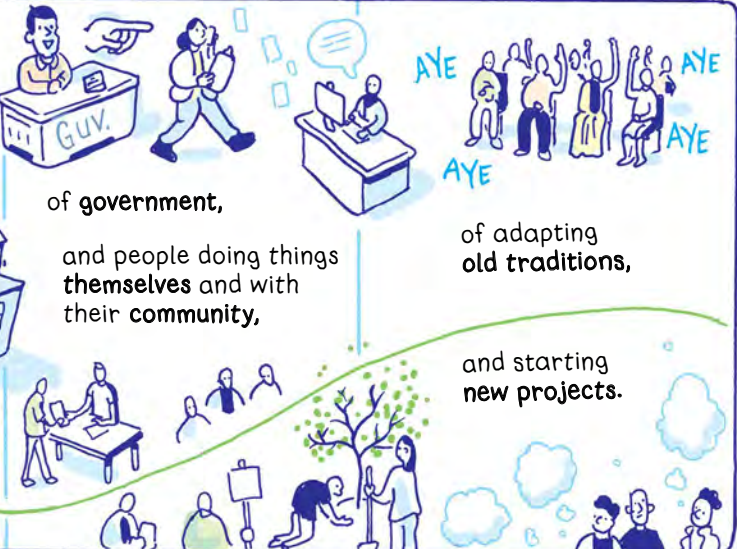 GUV.
AYE
AYE
AYE
AYE
of government,
and people doing things
themselves and with
their community,
of adapting
old traditions,
and starting
new projects.